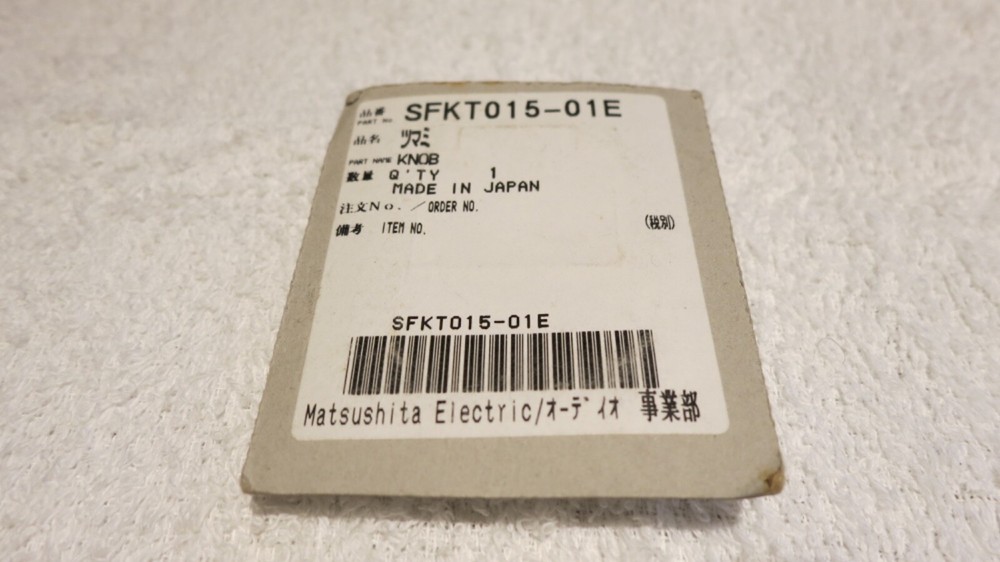 品番 PART NO. SFKT015-01E
品名 ツマミ
PART NAME KNOB
数量 Q'TY 1
MADE IN JAPAN
注文No. ／ORDER NO.
備考 ITEM NO. (税別)
SFKT015-01E
Matsushita Electric/オーディオ 事業部